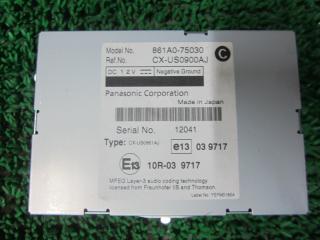 Model No. 861A0-75030
Ref.No. CX-US0900AJ
C
DC 12V Negative Ground
Panasonic Corporation
Made in Japan
Serial No. 12041
Type: CX-US0861AJ
e13 03 9717
E13 10R-03 9717
MPEG Layer-3 audio coding technology
licensed from Fraunhofer IIS and Thomson.